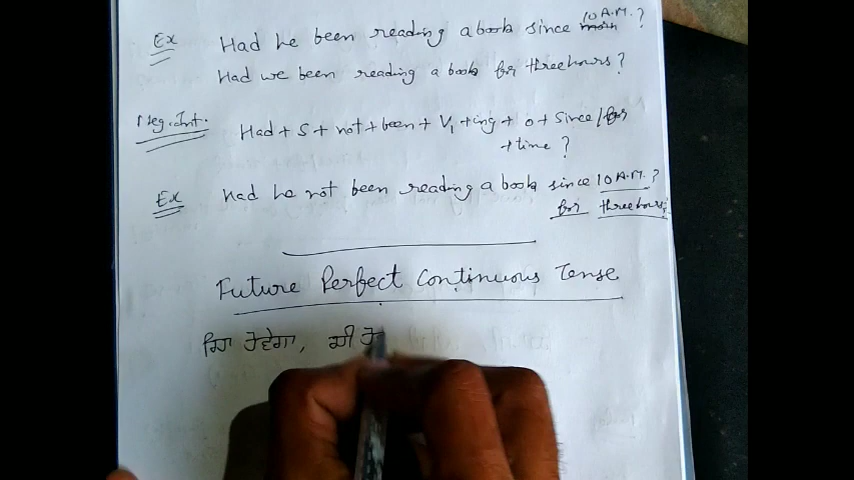 Ex Had he been reading a book since 10 A.M. ?
Had we been reading a book for three hours ?
Neg. Int. Had + S + not + been + V1 + ing + o + Since / for
+ time ?
Ex Had he not been reading a book since 10 A.M. ?
for three hours ?
Future Perfect Continuous Tense
ਰਿਹਾ ਹੋਵੇਗਾ, ਰਹੀ ਹੋ